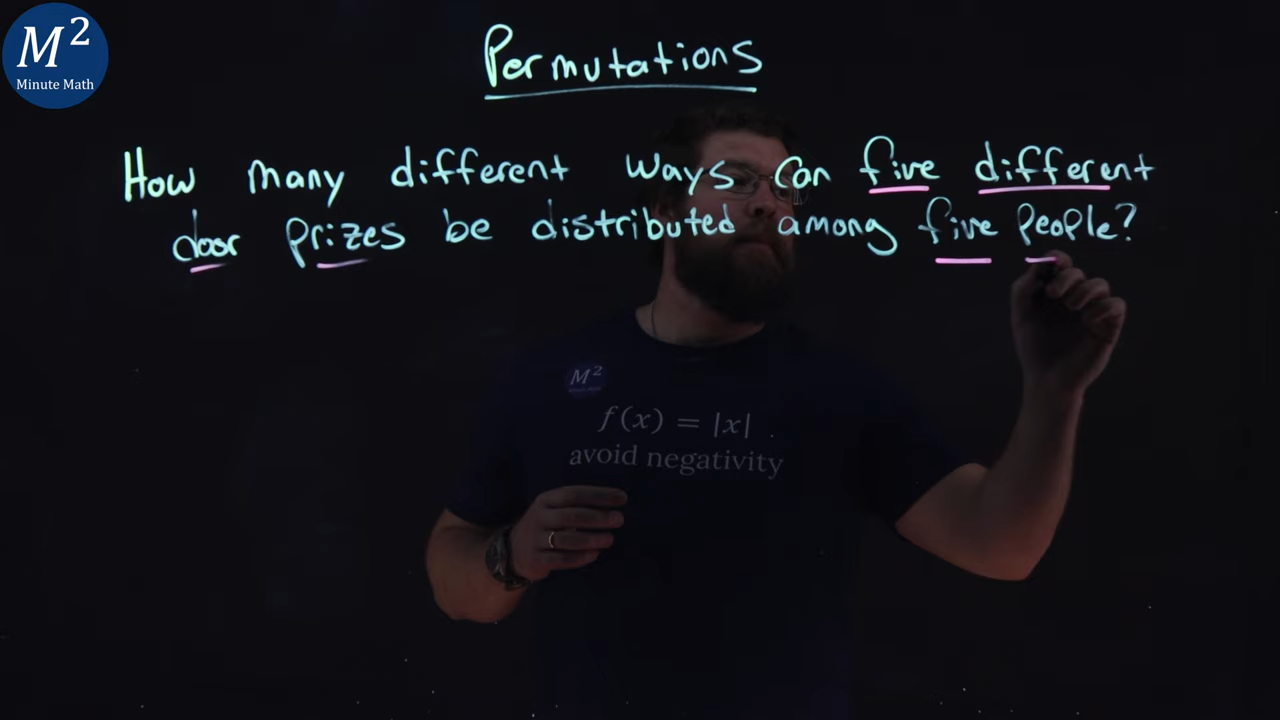 M²
Minute Math
Permutations
How many different ways can five different
door prizes be distributed among five people?
M²
f(x) = |x|
avoid negativity